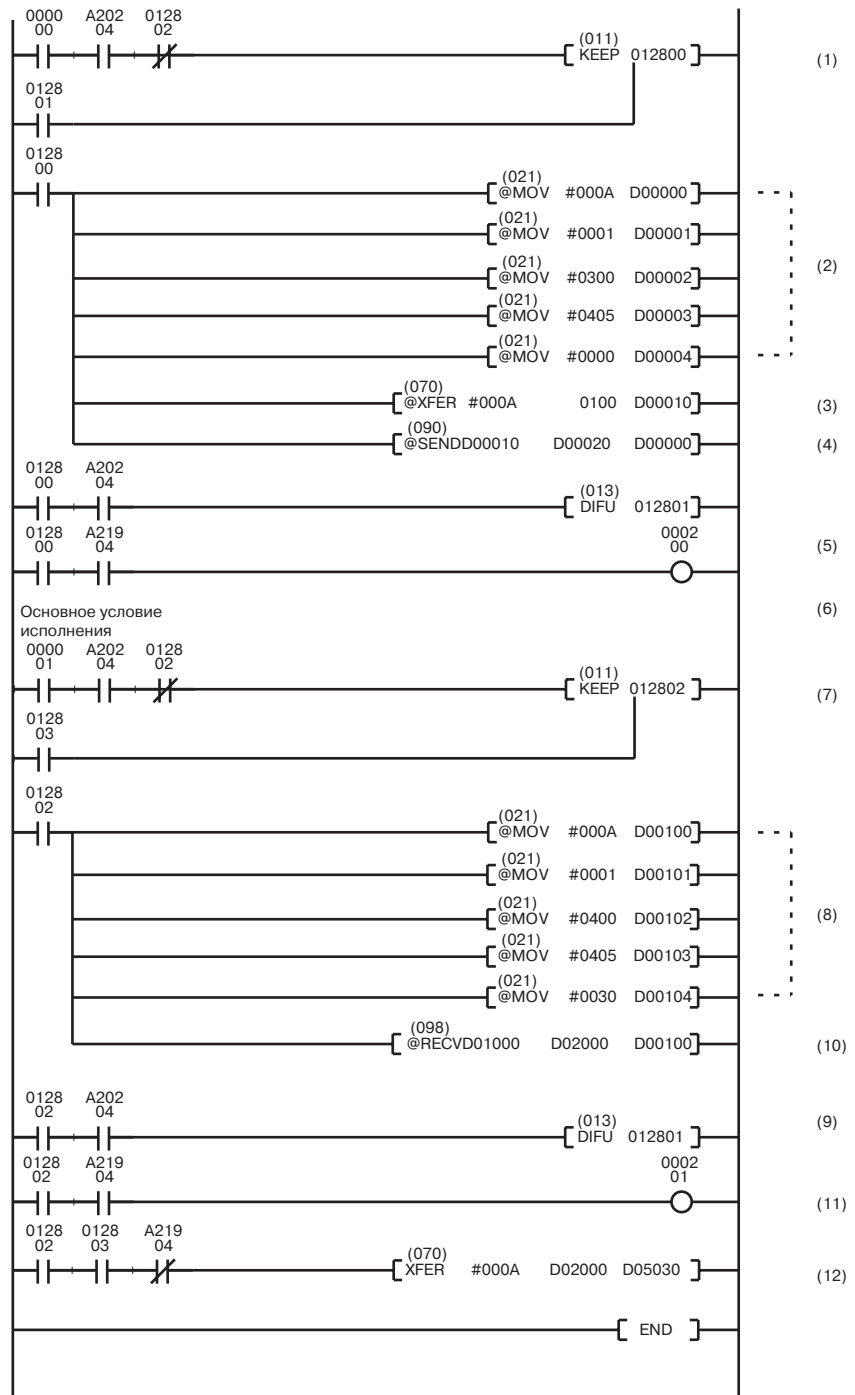 0000 A202 0128
00 04 02
(011)
KEEP 012800
(1)
0128
01
0128
00
(021)
@MOV #000A D00000
(021)
@MOV #0001 D00001
(021)
@MOV #0300 D00002
(2)
(021)
@MOV #0405 D00003
(021)
@MOV #0000 D00004
(070)
@XFER #000A 0100 D00010
(3)
(090)
@SENDD00010 D00020 D00000
(4)
0128 A202
00 04
(013)
DIFU 012801
0128 A219
00 04
0002
00
(5)
(6)
Основное условие
исполнения
0000 A202 0128
01 04 02
(011)
KEEP 012802
(7)
0128
03
0128
02
(021)
@MOV #000A D00100
(021)
@MOV #0001 D00101
(021)
@MOV #0400 D00102
(8)
(021)
@MOV #0405 D00103
(021)
@MOV #0030 D00104
(098)
@RECVD01000 D02000 D00100
(10)
0128 A202
02 04
(013)
DIFU 012801
(9)
0128 A219
02 04
0002
01
(11)
0128 0128 A219
02 03 04
(070)
XFER #000A D02000 D05030
(12)
END